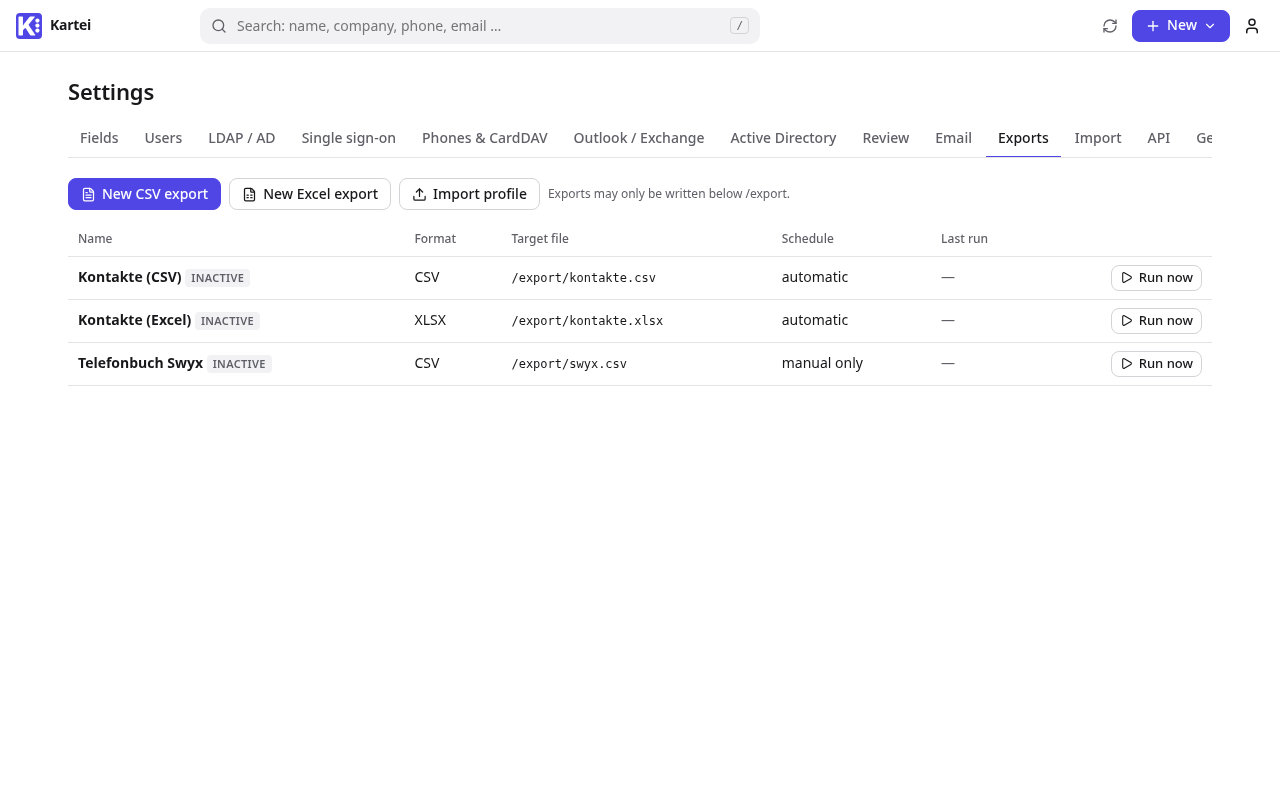 Kartei
Search: name, company, phone, email ...
/
New
Settings
Fields Users LDAP / AD Single sign-on Phones & CardDAV Outlook / Exchange Active Directory Review Email Exports Import API Ge
New CSV export New Excel export Import profile Exports may only be written below /export.
Name Format Target file Schedule Last run
Kontakte (CSV) INACTIVE CSV /export/kontakte.csv automatic — Run now
Kontakte (Excel) INACTIVE XLSX /export/kontakte.xlsx automatic — Run now
Telefonbuch Swyx INACTIVE CSV /export/swyx.csv manual only — Run now